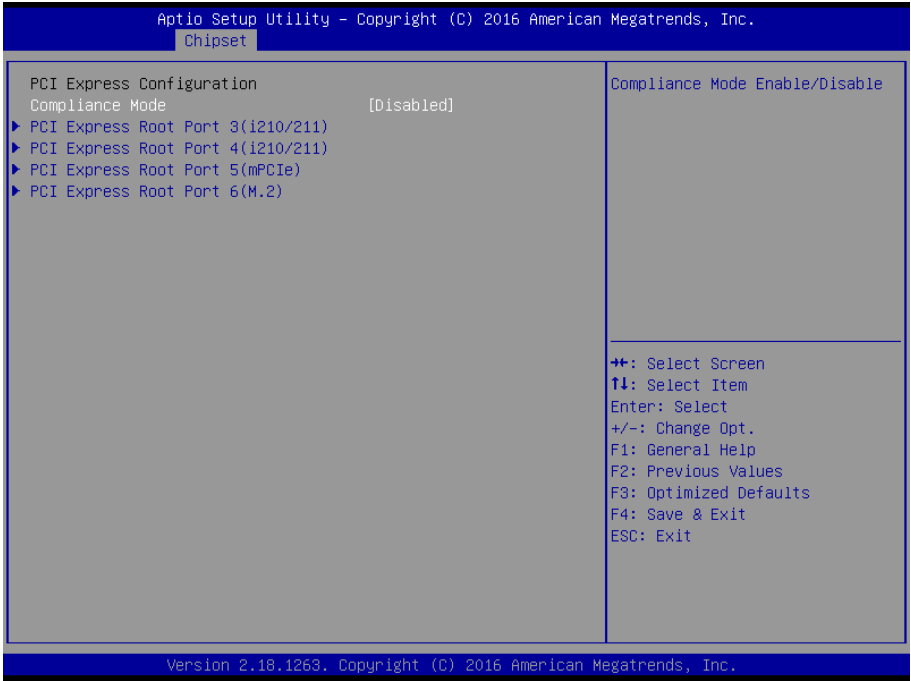 Aptio Setup Utility – Copyright (C) 2016 American Megatrends, Inc.
Chipset
PCI Express Configuration
Compliance Mode [Disabled]
▶ PCI Express Root Port 3(i210/211)
▶ PCI Express Root Port 4(i210/211)
▶ PCI Express Root Port 5(mPCIe)
▶ PCI Express Root Port 6(M.2)
Compliance Mode Enable/Disable
→←: Select Screen
↑↓: Select Item
Enter: Select
+/-: Change Opt.
F1: General Help
F2: Previous Values
F3: Optimized Defaults
F4: Save & Exit
ESC: Exit
Version 2.18.1263. Copyright (C) 2016 American Megatrends, Inc.